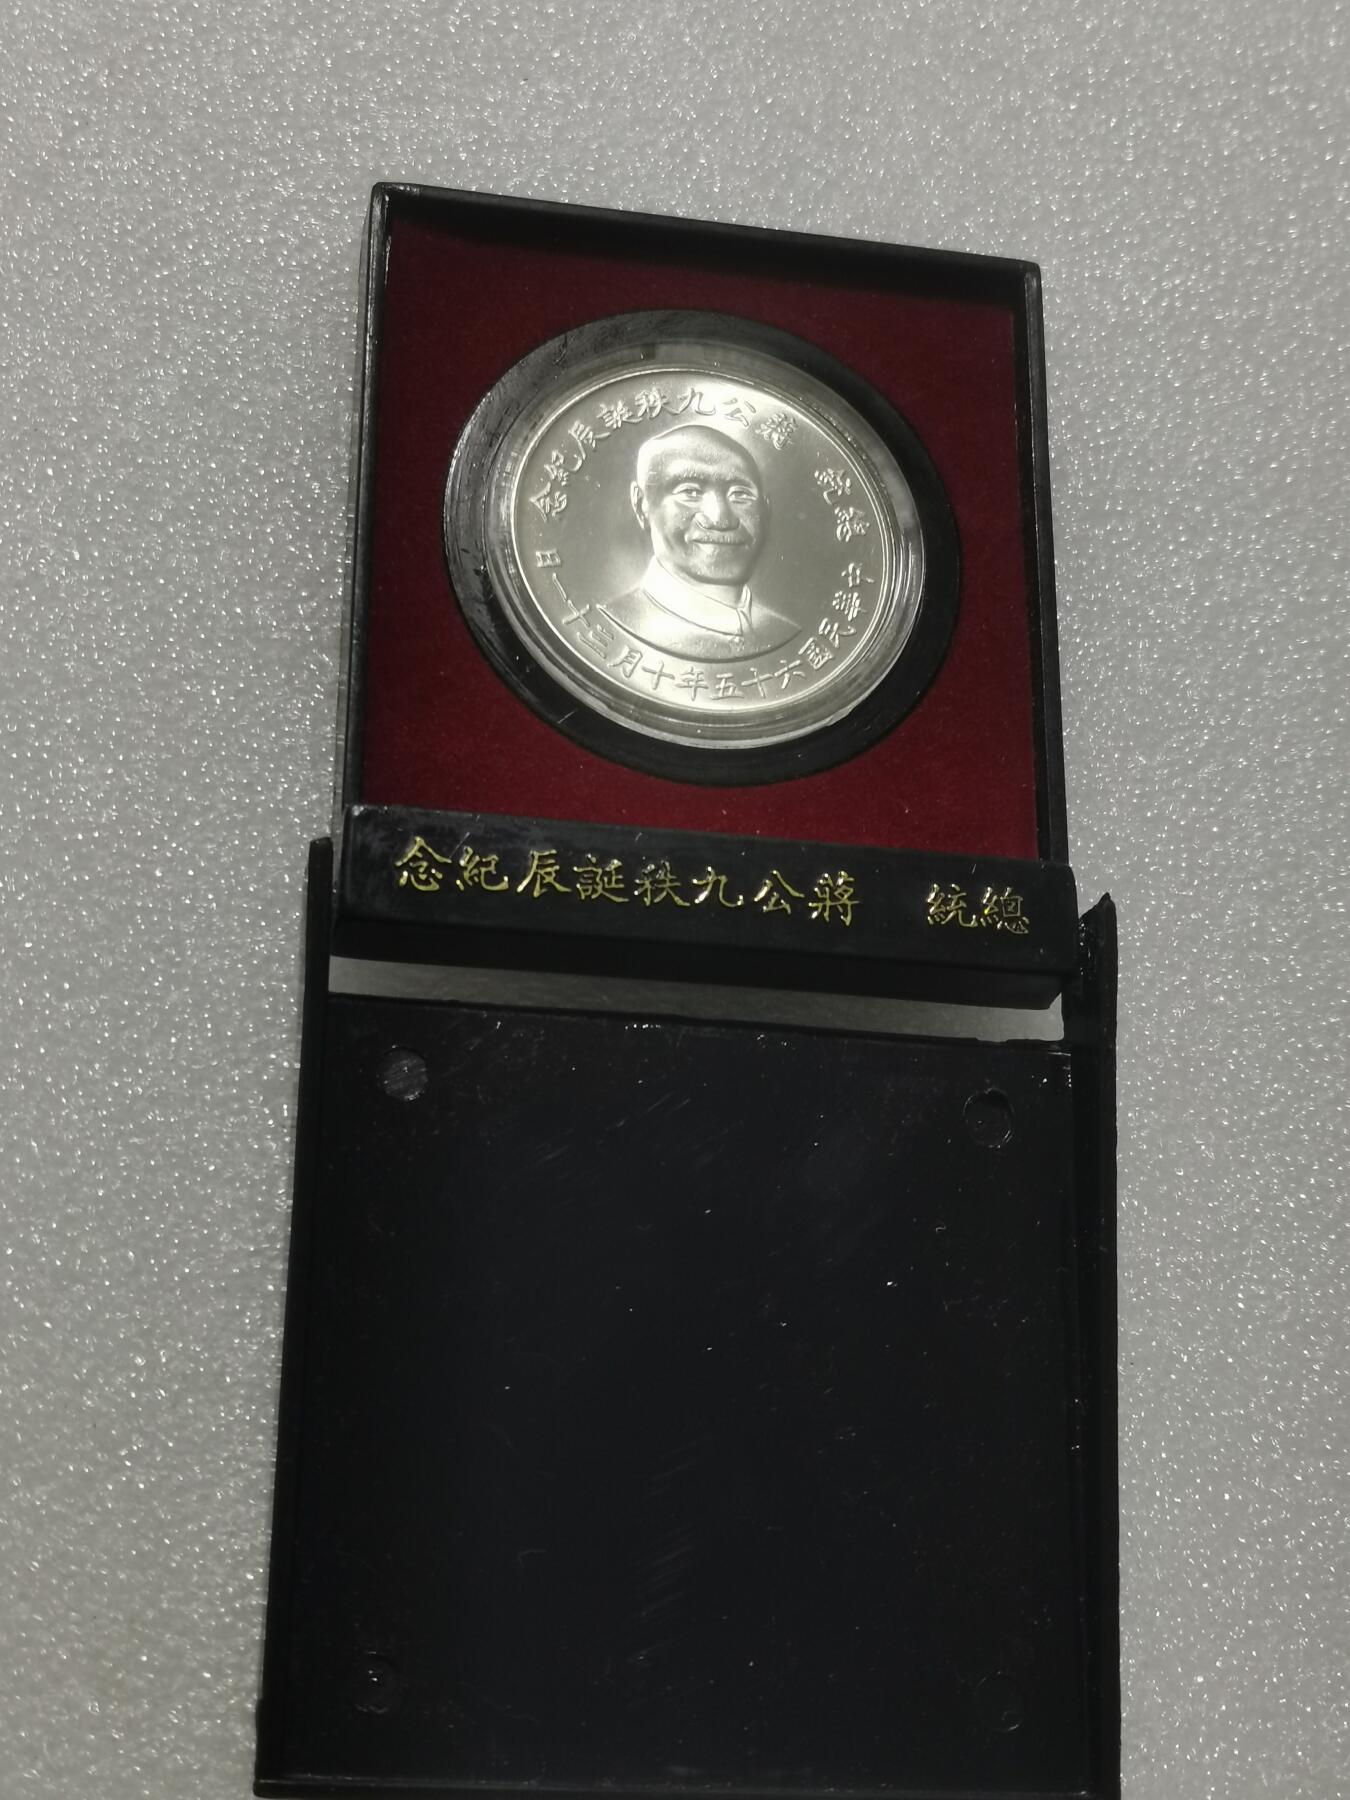 總統 蔣公九秩誕辰紀念
中華民國六十五年十月三十一日
總統 蔣公九秩誕辰紀念